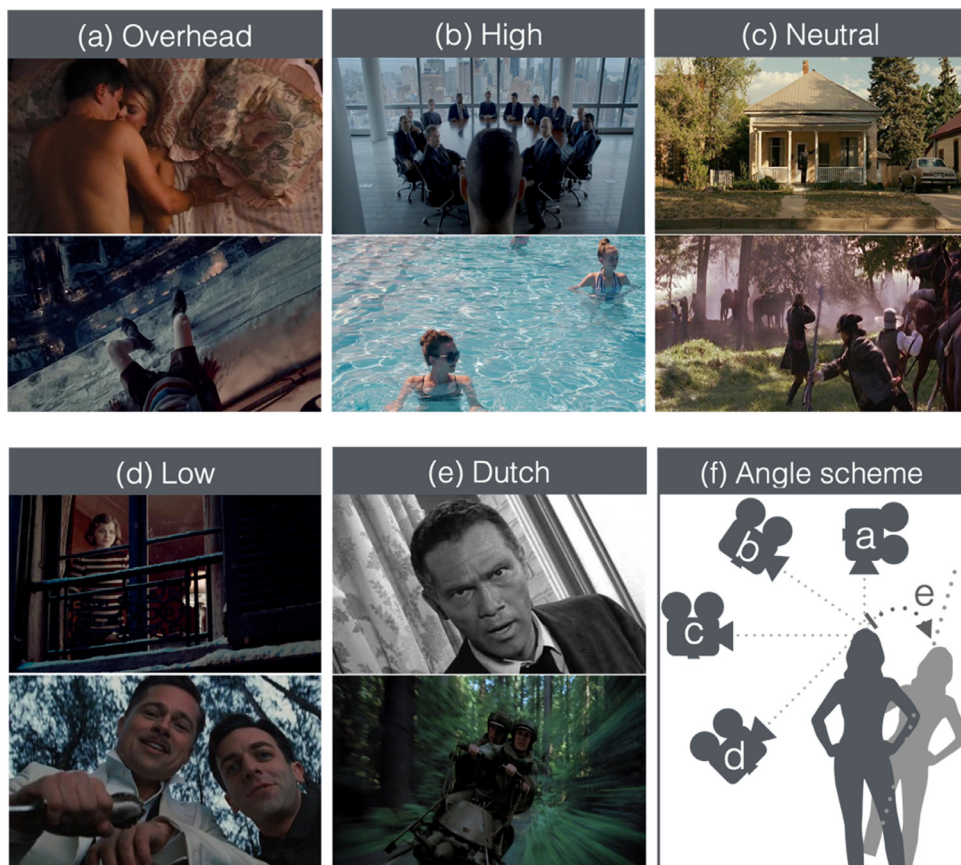 (a) Overhead
(b) High
(c) Neutral
(d) Low
(e) Dutch
(f) Angle scheme
b
a
e
c
d